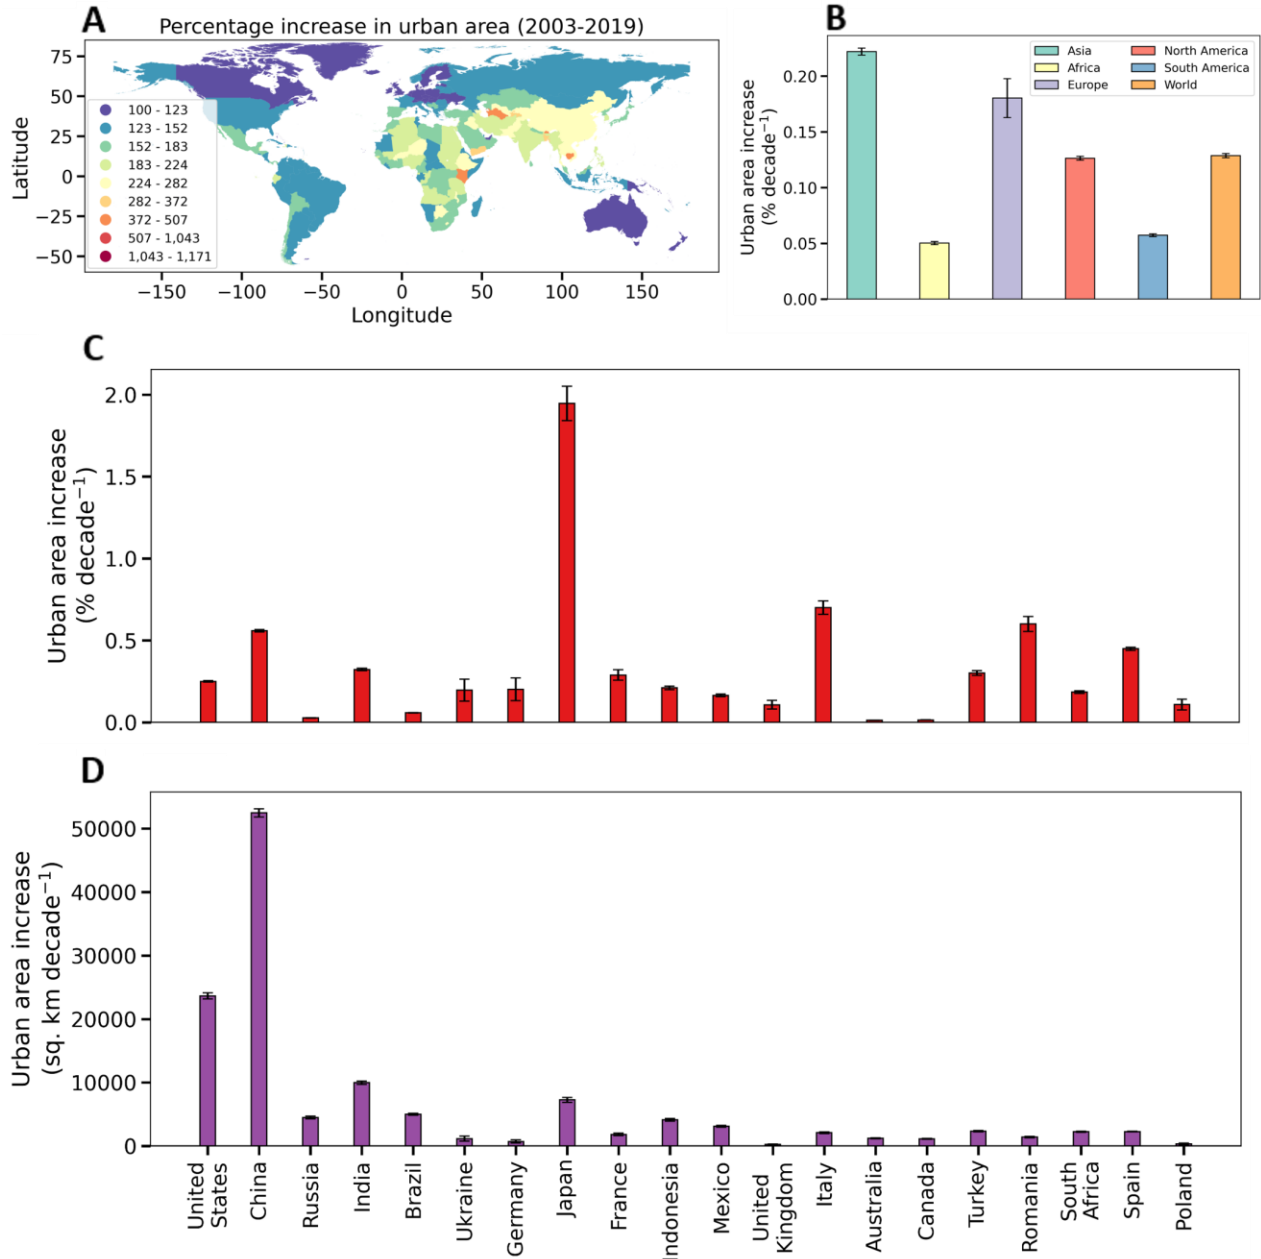 A
Percentage increase in urban area (2003-2019)
75
50
25
0
−25
−50
Latitude
100 - 123
123 - 152
152 - 183
183 - 224
224 - 282
282 - 372
372 - 507
507 - 1,043
1,043 - 1,171
−150
−100
−50
0
50
100
150
Longitude
B
Urban area increase
(% decade⁻¹)
0.20
0.15
0.10
0.05
0.00
Asia
Africa
Europe
North America
South America
World
C
Urban area increase
(% decade⁻¹)
2.0
1.5
1.0
0.5
0.0
D
Urban area increase
(sq. km decade⁻¹)
50000
40000
30000
20000
10000
0
United
States
China
Russia
India
Brazil
Ukraine
Germany
Japan
France
Indonesia
Mexico
United
Kingdom
Italy
Australia
Canada
Turkey
Romania
South
Africa
Spain
Poland